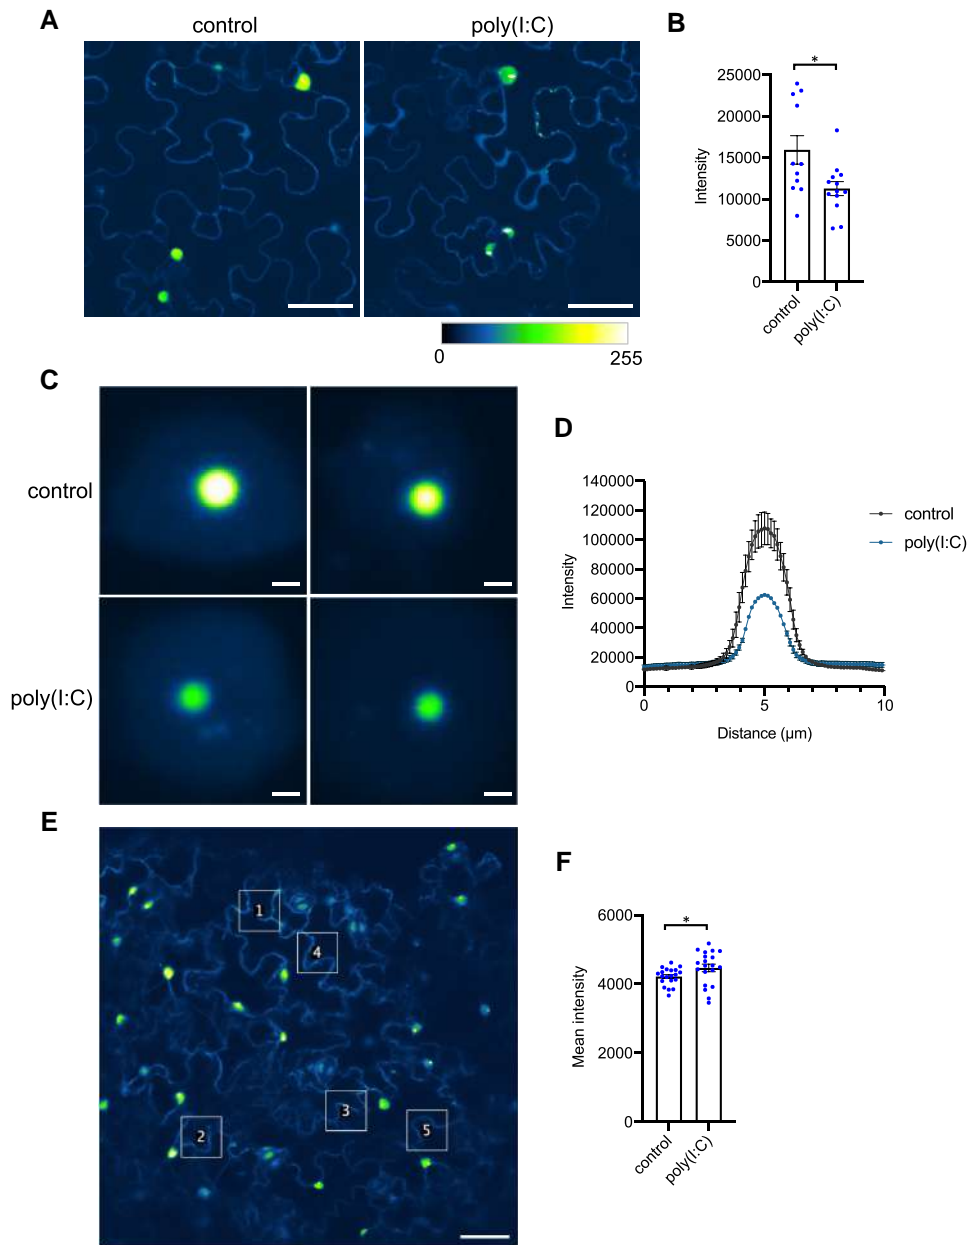 A
control
poly(I:C)
B
*
25000
20000
15000
10000
5000
0
Intensity
control
poly(I:C)
0
255
C
control
poly(I:C)
D
140000
120000
100000
80000
60000
40000
20000
0
Intensity
0
5
10
Distance (µm)
control
poly(I:C)
E
1
4
3
2
5
F
*
6000
4000
2000
0
Mean intensity
control
poly(I:C)